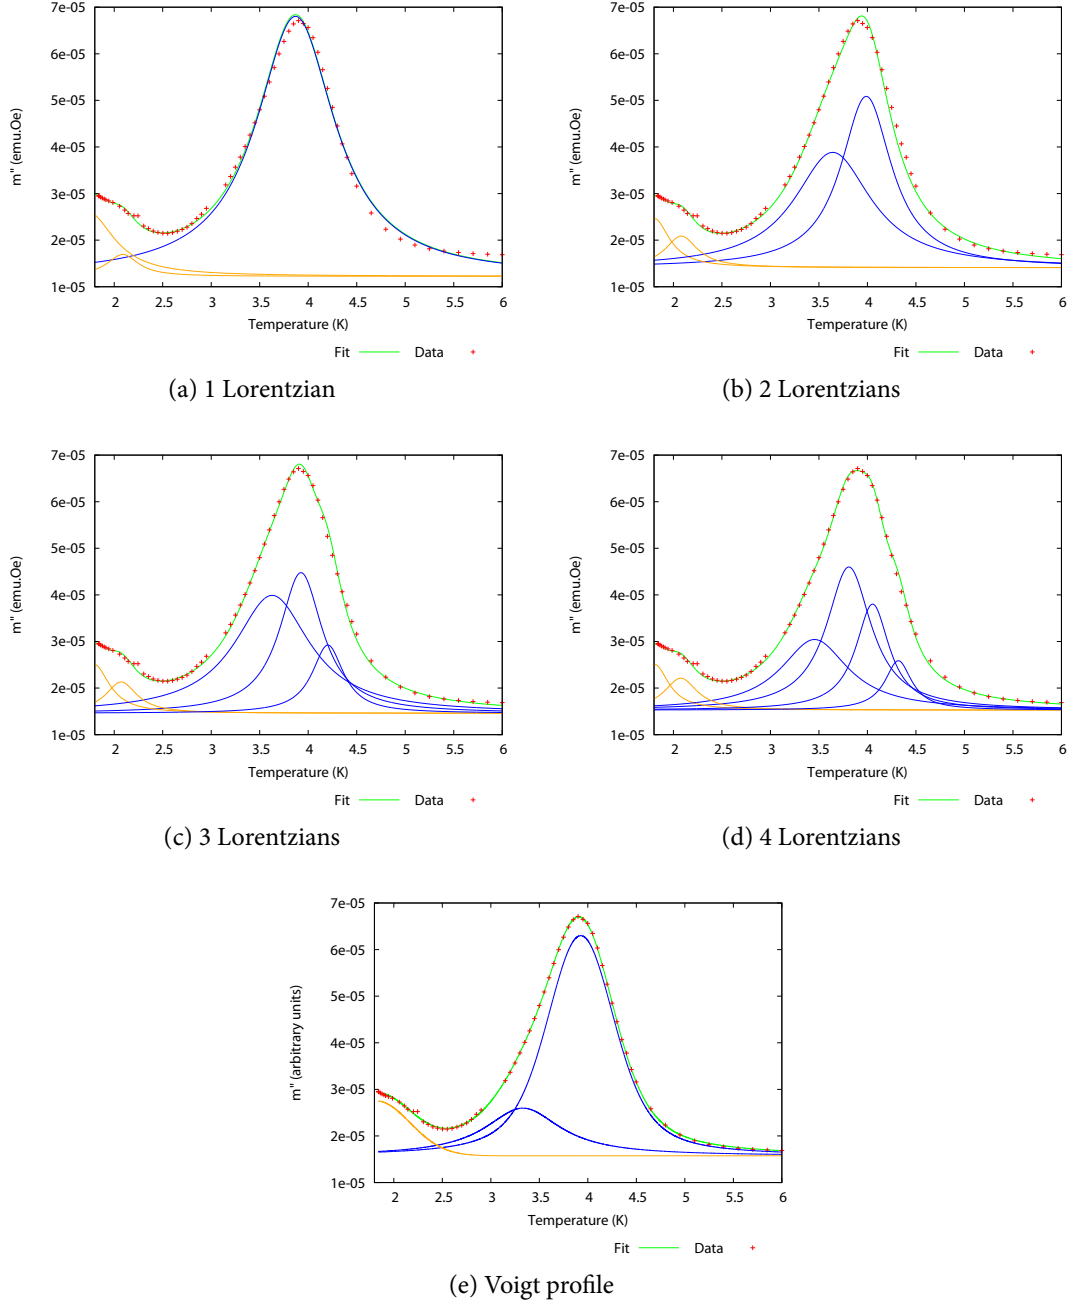 7e-05
6e-05
5e-05
4e-05
3e-05
2e-05
1e-05
m" (emu.Oe)
2 2.5 3 3.5 4 4.5 5 5.5 6
Temperature (K)
Fit Data
(a) 1 Lorentzian
7e-05
6e-05
5e-05
4e-05
3e-05
2e-05
1e-05
m" (emu.Oe)
2 2.5 3 3.5 4 4.5 5 5.5 6
Temperature (K)
Fit Data
(b) 2 Lorentzians
7e-05
6e-05
5e-05
4e-05
3e-05
2e-05
1e-05
m" (emu.Oe)
2 2.5 3 3.5 4 4.5 5 5.5 6
Temperature (K)
Fit Data
(c) 3 Lorentzians
7e-05
6e-05
5e-05
4e-05
3e-05
2e-05
1e-05
m" (emu.Oe)
2 2.5 3 3.5 4 4.5 5 5.5 6
Temperature (K)
Fit Data
(d) 4 Lorentzians
7e-05
6e-05
5e-05
4e-05
3e-05
2e-05
1e-05
m" (arbitrary units)
2 2.5 3 3.5 4 4.5 5 5.5 6
Temperature (K)
Fit Data
(e) Voigt profile